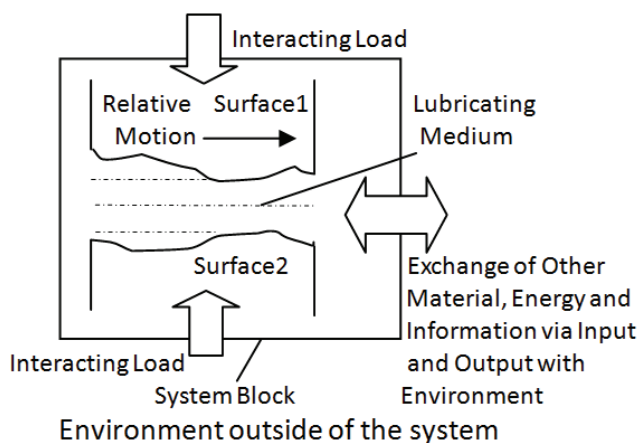 Interacting Load
Relative Surface1
Motion
Lubricating
Medium
Surface2
Exchange of Other
Material, Energy and
Information via Input
and Output with
Environment
Interacting Load
System Block
Environment outside of the system